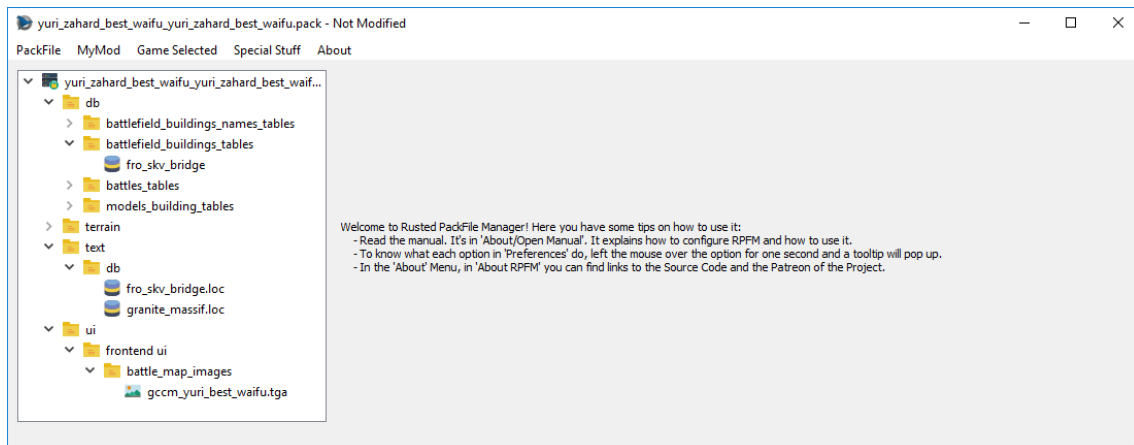 yuri_zahard_best_waifu_yuri_zahard_best_waifu.pack - Not Modified
PackFile MyMod Game Selected Special Stuff About
yuri_zahard_best_waifu_yuri_zahard_best_waif...
db
battlefield_buildings_names_tables
battlefield_buildings_tables
fro_skv_bridge
battles_tables
models_building_tables
terrain
text
db
fro_skv_bridge.loc
granite_massif.loc
ui
frontend ui
battle_map_images
gccm_yuri_best_waifu.tga
Welcome to Rusted PackFile Manager! Here you have some tips on how to use it:
- Read the manual. It's in 'About/Open Manual'. It explains how to configure RPFM and how to use it.
- To know what each option in 'Preferences' do, left the mouse over the option for one second and a tooltip will pop up.
- In the 'About' Menu, in 'About RPFM' you can find links to the Source Code and the Patreon of the Project.